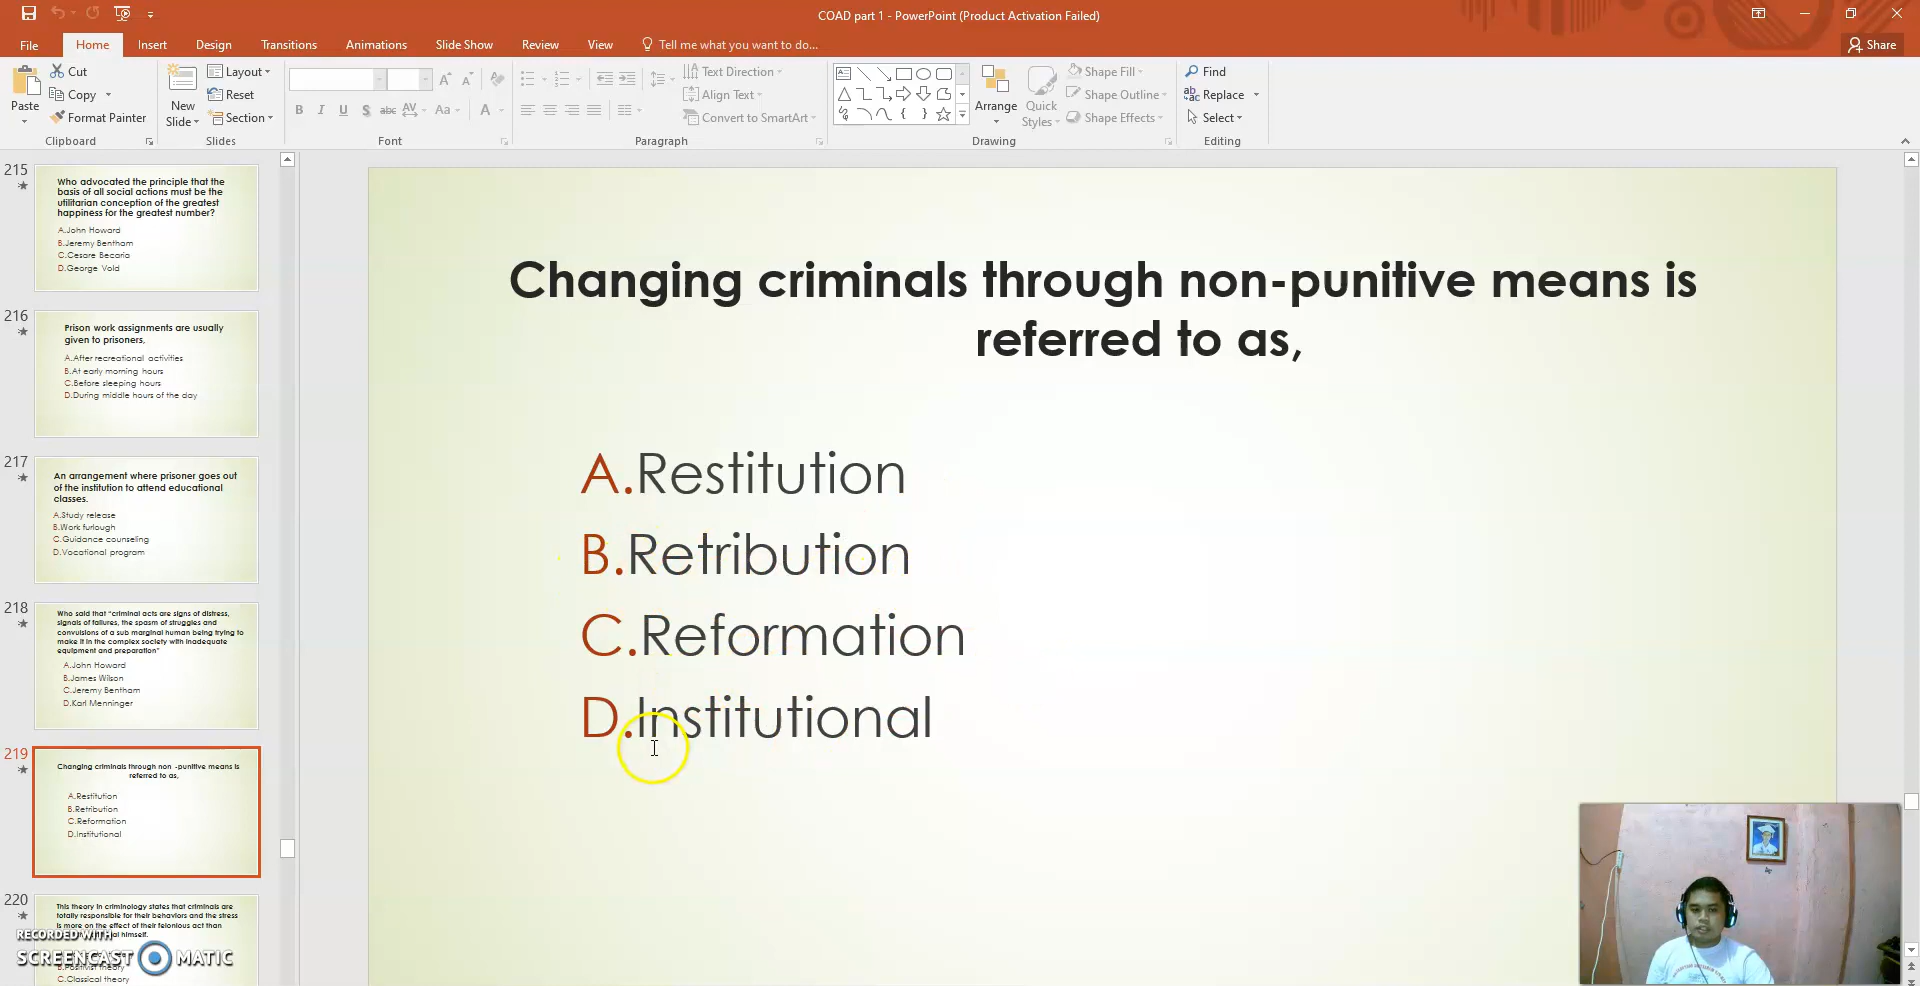 COAD part 1 - PowerPoint (Product Activation Failed)
File Home Insert Design Transitions Animations Slide Show Review View Tell me what you want to do... Share
Paste
Cut
Copy
Format Painter
Clipboard
New Slide
Layout
Reset
Section
Slides
B I U S abc AV Aa A
Font
Text Direction
Align Text
Convert to SmartArt
Paragraph
Arrange
Quick Styles
Shape Fill
Shape Outline
Shape Effects
Drawing
Find
Replace
Select
Editing
215
Who advocated the principle that the
basis of all social actions must be the
utilitarian conception of the greatest
happiness for the greatest number?
A.John Howard
B.Jeremy Bentham
C.Cesare Becaria
D.George Vold
216
Prison work assignments are usually
given to prisoners,
A.After recreational activities
B.At early morning hours
C.Before sleeping hours
D.During middle hours of the day
217
An arrangement where prisoner goes out
of the institution to attend educational
classes.
A.Study release
B.Work furlough
C.Guidance counseling
D.Vocational program
218
Who said that "criminal acts are signs of distress,
signals of failures, the spasm of struggles and
convulsions of a sub marginal human being trying to
make it in the complex society with inadequate
equipment and preparation"
A.John Howard
B.James Wilson
C.Jeremy Bentham
D.Karl Menninger
219
Changing criminals through non -punitive means is
referred to as,
A.Restitution
B.Retribution
C.Reformation
D.Institutional
220
This theory in criminology states that criminals are
totally responsible for their behaviors and the stress
is more on the effect of their felonious act than
himself.
B.Positivist theory
C.Classical theory
RECORDED WITH
SCREENCAST MATIC
Changing criminals through non-punitive means is
referred to as,
A.Restitution
B.Retribution
C.Reformation
D.Institutional